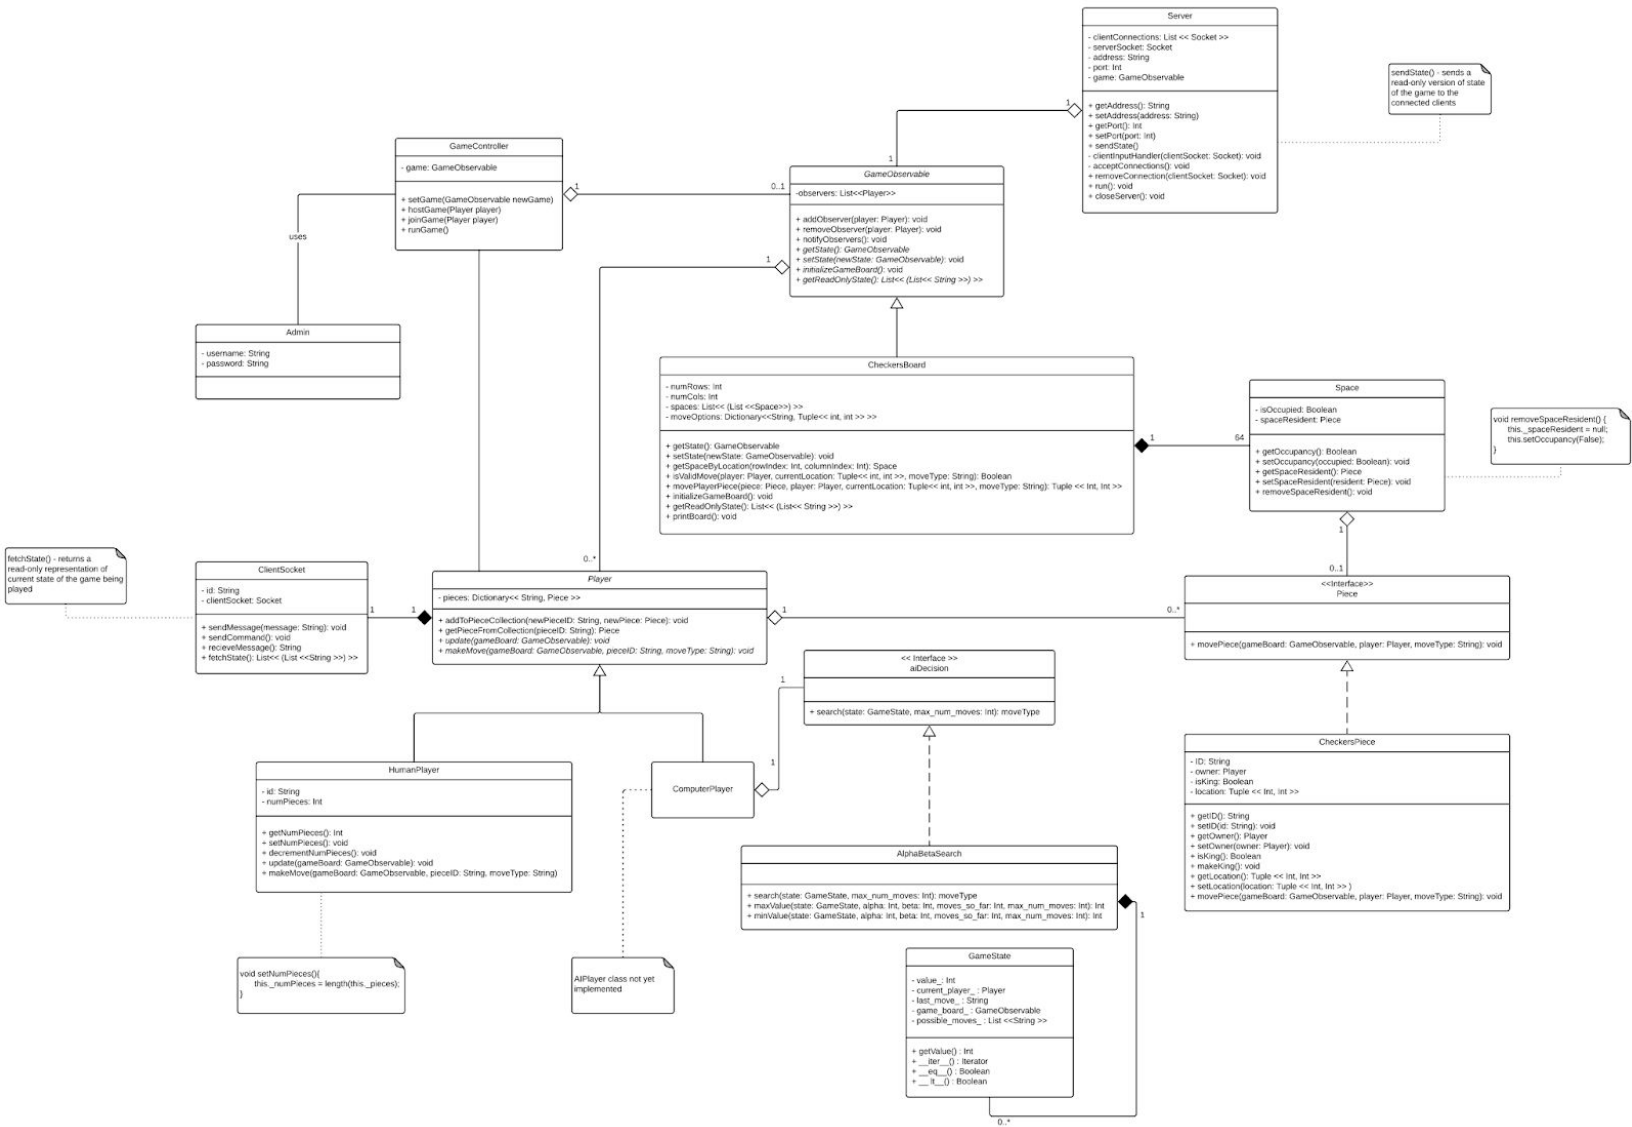 Server
- clientConnections: List << Socket >>
- serverSocket: Socket
- address: String
- port: Int
- game: GameObservable
+ getAddress(): String
+ setAddress(address: String)
+ getPort(): Int
+ setPort(port: Int)
+ sendState()
- clientInputHandler(clientSocket: Socket): void
- acceptConnections(): void
+ removeConnection(clientSocket: Socket): void
+ run(): void
+ closeServer(): void
sendState() - sends a
read-only version of state
of the game to the
connected clients
1
1
GameController
- game: GameObservable
+ setGame(GameObservable newGame)
+ hostGame(Player player)
+ joinGame(Player player)
+ runGame()
1
0..1
uses
GameObservable
-observers: List<<Player>>
+ addObserver(player: Player): void
+ removeObserver(player: Player): void
+ notifyObservers(): void
+ getState(): GameObservable
+ setState(newState: GameObservable): void
+ initializeGameBoard(): void
+ getReadOnlyState(): List<< (List<< String >>) >>
1
0..*
Admin
- username: String
- password: String
CheckersBoard
- numRows: Int
- numCols: Int
- spaces: List<< (List <<Space>>) >>
- moveOptions: Dictionary<<String, Tuple<< int, int >> >>
+ getState(): GameObservable
+ setState(newState: GameObservable): void
+ getSpaceByLocation(rowIndex: Int, columnIndex: Int): Space
+ isValidMove(player: Player, currentLocation: Tuple<< int, int >>, moveType: String): Boolean
+ movePlayerPiece(piece: Piece, player: Player, currentLocation: Tuple<< int, int >>, moveType: String): Tuple << Int, Int >>
+ initializeGameBoard(): void
+ getReadOnlyState(): List<< (List<< String >>) >>
+ printBoard(): void
1
64
Space
- isOccupied: Boolean
- spaceResident: Piece
+ getOccupancy(): Boolean
+ setOccupancy(occupied: Boolean): void
+ getSpaceResident(): Piece
+ setSpaceResident(resident: Piece): void
+ removeSpaceResident(): void
void removeSpaceResident() {
this._spaceResident = null;
this.setOccupancy(False);
}
1
0..1
fetchState() - returns a
read-only representation of
current state of the game being
played
ClientSocket
- id: String
- clientSocket: Socket
+ sendMessage(message: String): void
+ sendCommand(): void
+ recieveMessage(): String
+ fetchState(): List<< (List <<String >>) >>
1
1
Player
- pieces: Dictionary<< String, Piece >>
+ addToPieceCollection(newPieceID: String, newPiece: Piece): void
+ getPieceFromCollection(pieceID: String): Piece
+ update(gameBoard: GameObservable): void
+ makeMove(gameBoard: GameObservable, pieceID: String, moveType: String): void
1
0..*
<<Interface>>
Piece
+ movePiece(gameBoard: GameObservable, player: Player, moveType: String): void
<< Interface >>
aiDecision
+ search(state: GameState, max_num_moves: Int): moveType
1
1
HumanPlayer
- id: String
- numPieces: Int
+ getNumPieces(): Int
+ setNumPieces(): void
+ decrementNumPieces(): void
+ update(gameBoard: GameObservable): void
+ makeMove(gameBoard: GameObservable, pieceID: String, moveType: String)
ComputerPlayer
CheckersPiece
- ID: String
- owner: Player
- isKing: Boolean
- location: Tuple << Int, Int >>
+ getID(): String
+ setID(id: String): void
+ getOwner(): Player
+ setOwner(owner: Player): void
+ isKing(): Boolean
+ makeKing(): void
+ getLocation(): Tuple << Int, Int >>
+ setLocation(location: Tuple << Int, Int >> )
+ movePiece(gameBoard: GameObservable, player: Player, moveType: String): void
AlphaBetaSearch
+ search(state: GameState, max_num_moves: Int): moveType
+ maxValue(state: GameState, alpha: Int, beta: Int, moves_so_far: Int, max_num_moves: Int): Int
+ minValue(state: GameState, alpha: Int, beta: Int, moves_so_far: Int, max_num_moves: Int): Int
1
void setNumPieces(){
this._numPieces = length(this._pieces);
}
AIPlayer class not yet
implemented
GameState
- value_: Int
- current_player_ : Player
- last_move_ : String
- game_board_ : GameObservable
- possible_moves_ : List <<String >>
+ getValue() : Int
+ __iter__() : Iterator
+ __eq__() : Boolean
+ __ lt__() : Boolean
0..*